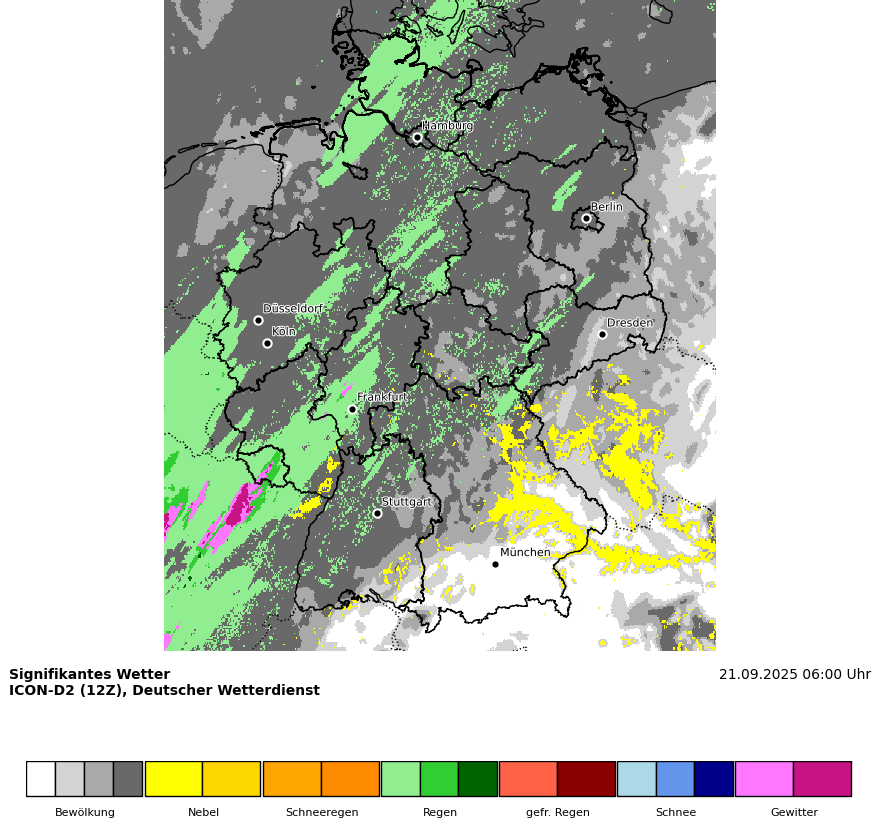 Hamburg
Berlin
Düsseldorf
Köln
Dresden
Frankfurt
Stuttgart
München
Signifikantes Wetter
21.09.2025 06:00 Uhr
ICON-D2 (12Z), Deutscher Wetterdienst
Bewölkung Nebel Schneeregen Regen gefr. Regen Schnee Gewitter